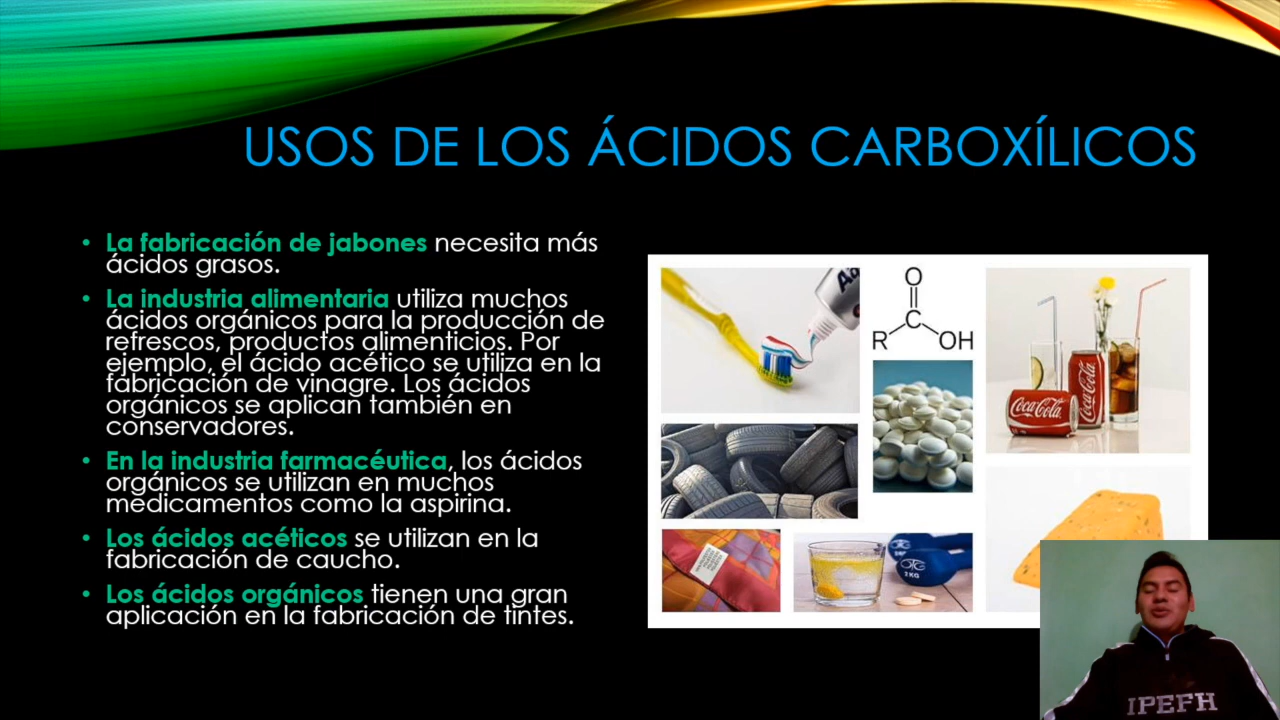 USOS DE LOS ÁCIDOS CARBOXÍLICOS
• La fabricación de jabones necesita más
ácidos grasos.
• La industria alimentaria utiliza muchos
ácidos orgánicos para la producción de
refrescos, productos alimenticios. Por
ejemplo, el ácido acético se utiliza en la
fabricación de vinagre. Los ácidos
orgánicos se aplican también en
conservadores.
• En la industria farmacéutica, los ácidos
orgánicos se utilizan en muchos
medicamentos como la aspirina.
• Los ácidos acéticos se utilizan en la
fabricación de caucho.
• Los ácidos orgánicos tienen una gran
aplicación en la fabricación de tintes.
O
R C OH
Coca-Cola
Coca-Cola
2 KG
IPEFH